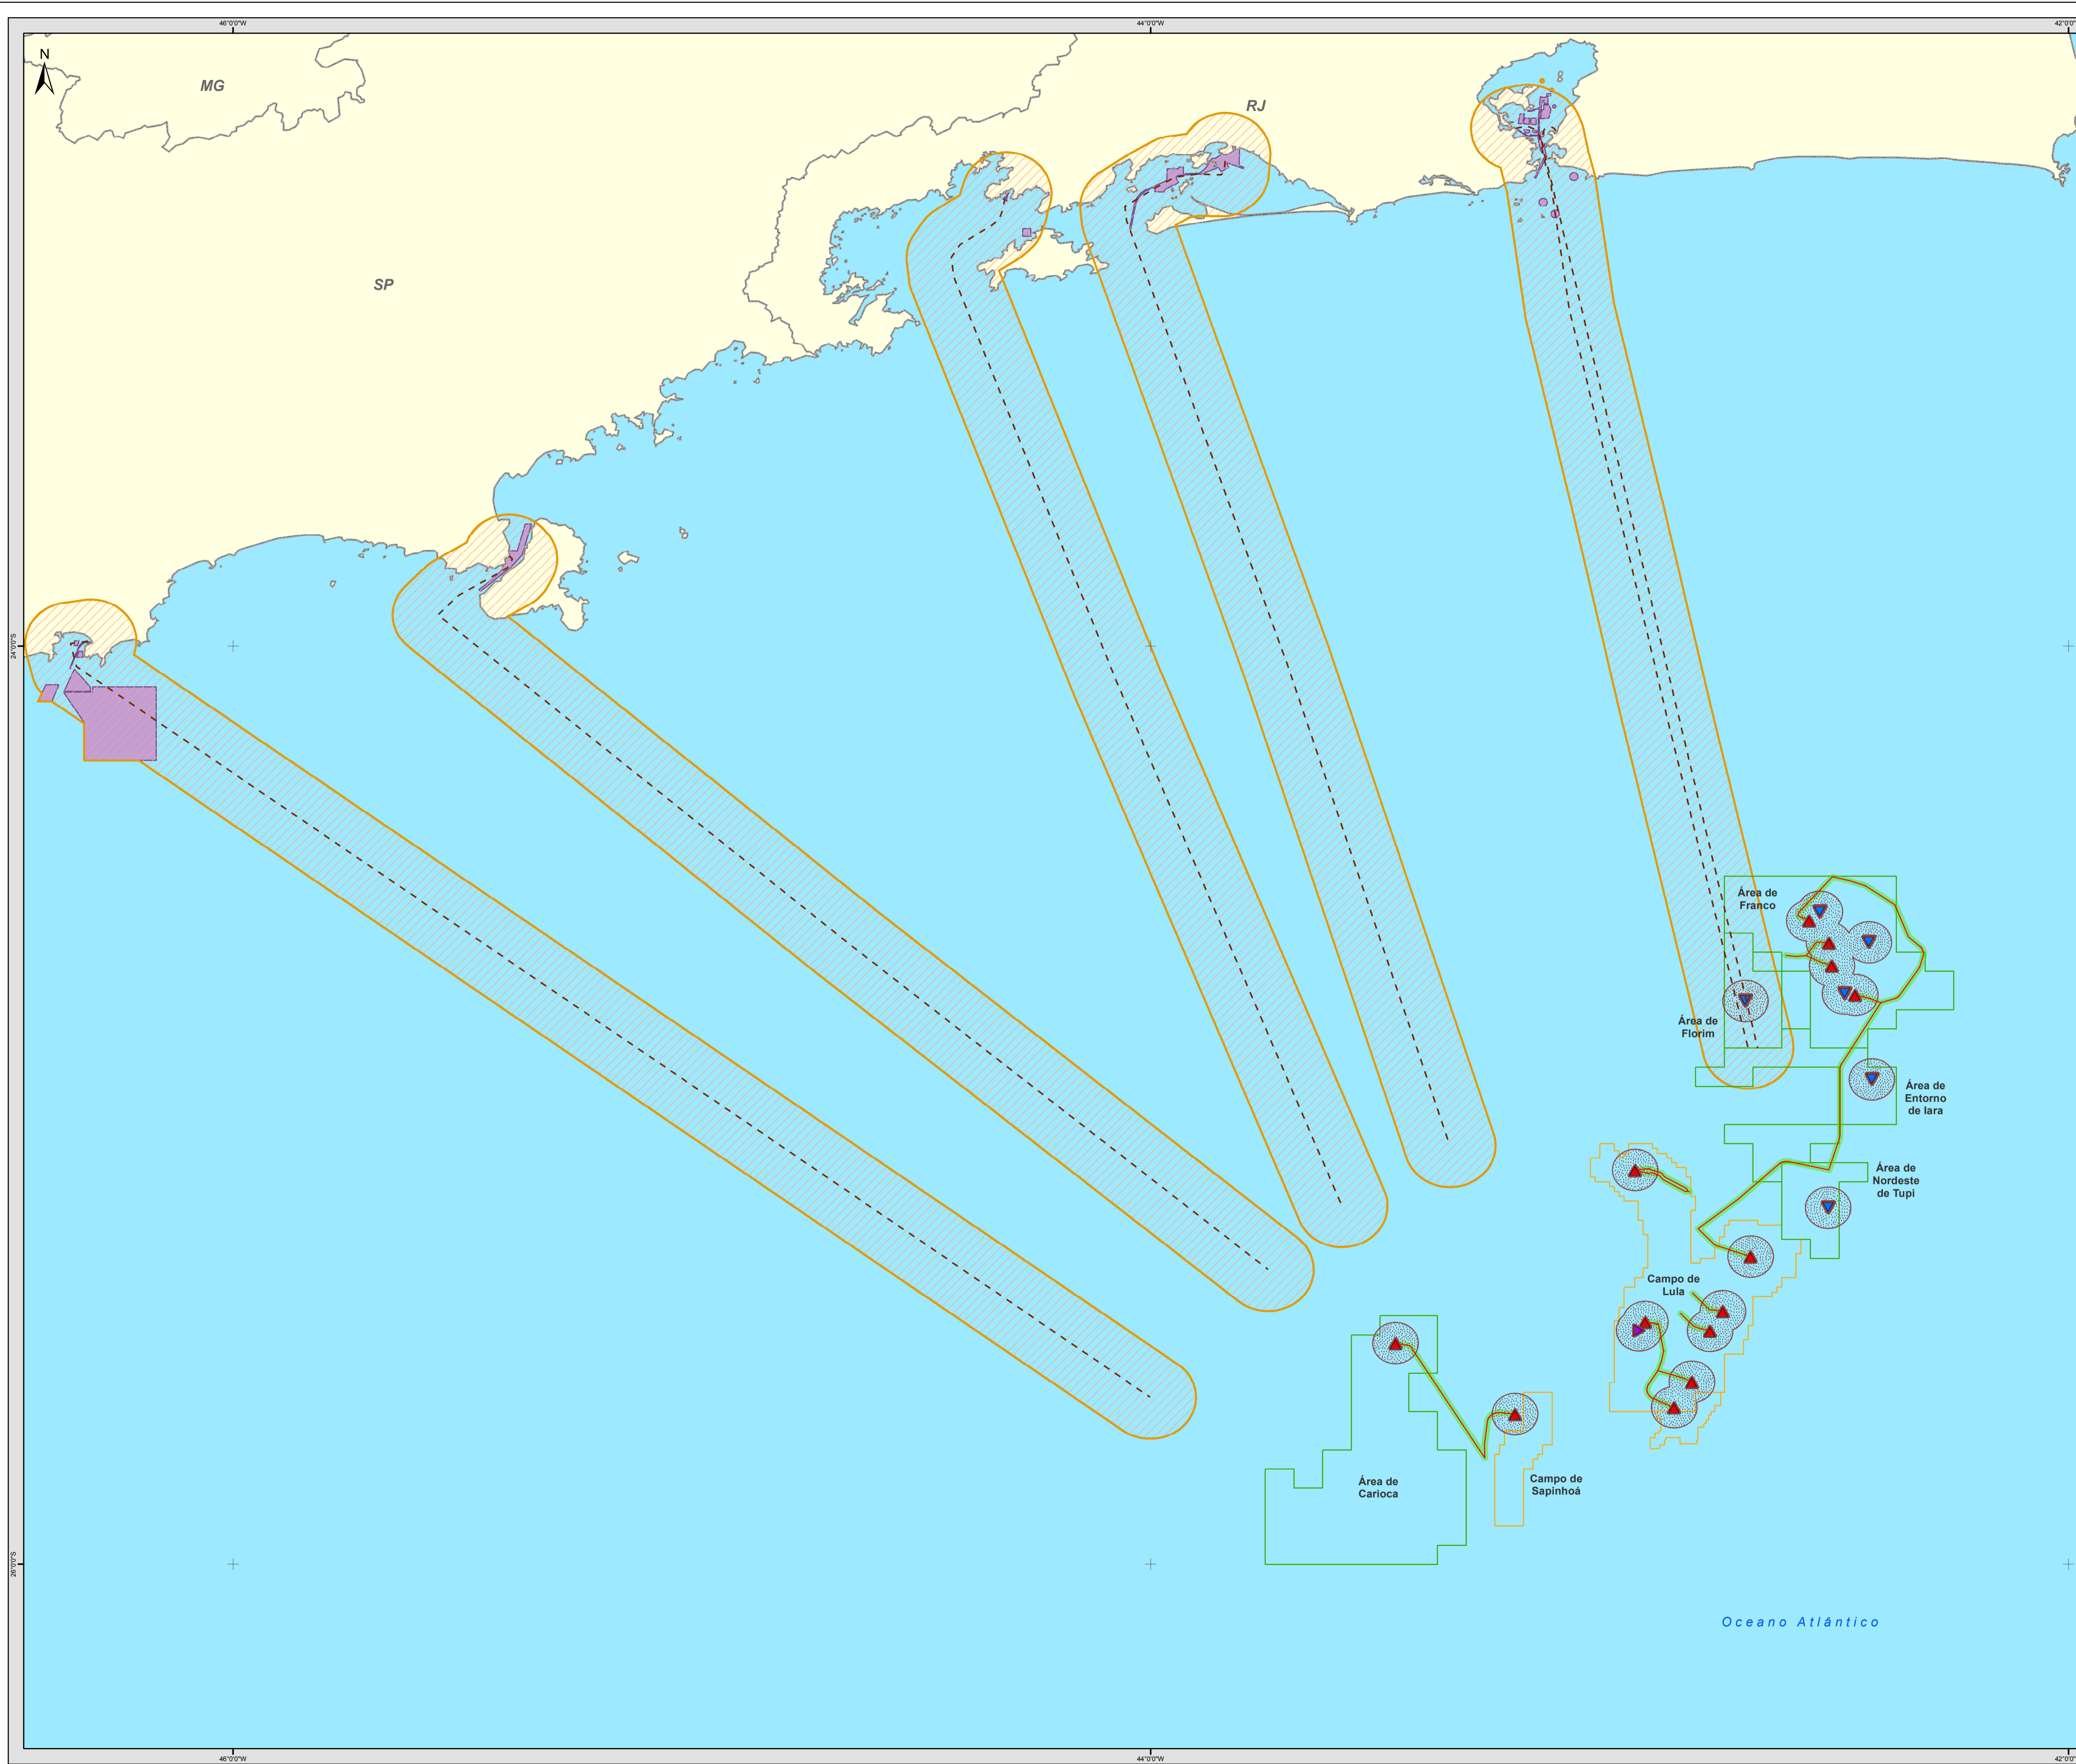 46°0'0"W
44°0'0"W
42°0'0"
N
MG
RJ
SP
24°0'0"S
Área de
Franco
Área de
Florim
Área de
Entorno
de Iara
Área de
Nordeste
de Tupi
Campo de
Lula
Área de
Carioca
Campo de
Sapinhoá
26°0'0"S
Oceano Atlântico
46°0'0"W
44°0'0"W
42°0'0"